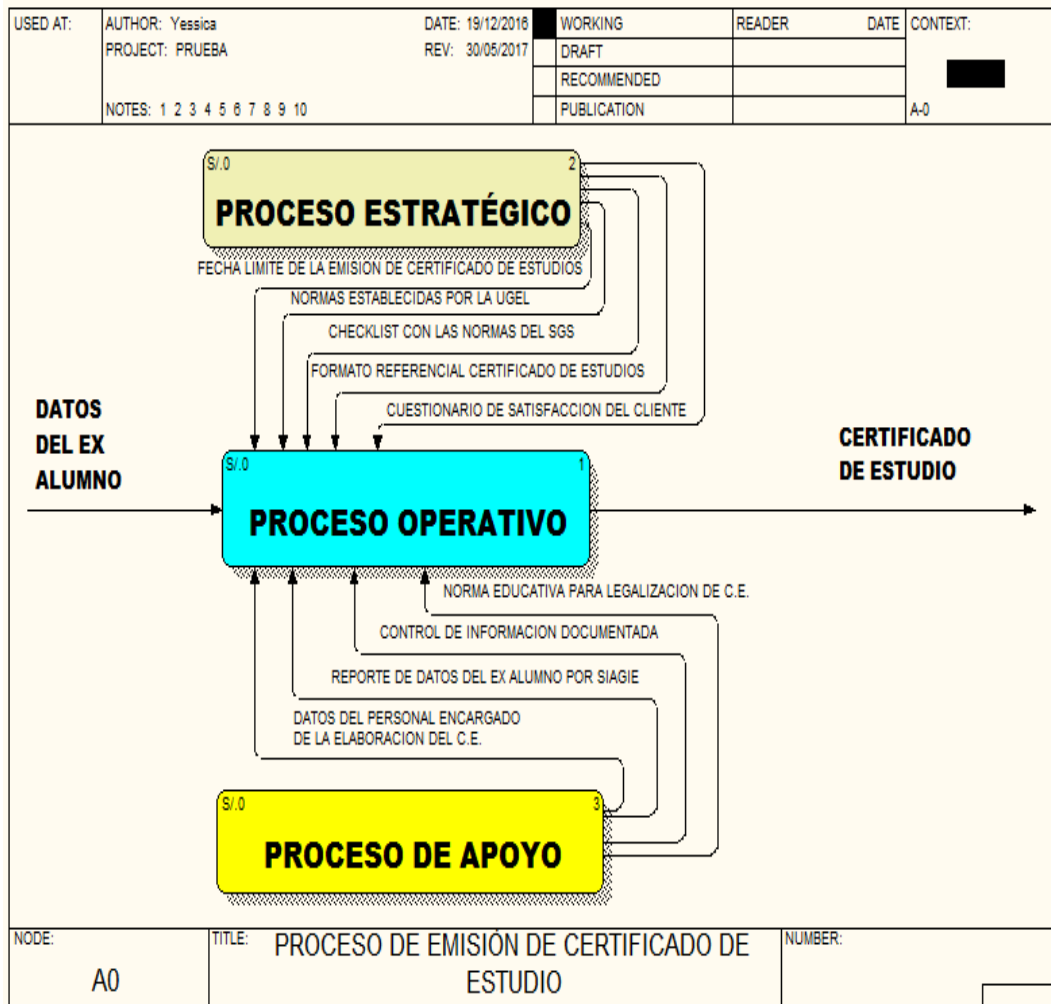 USED AT:
AUTHOR: Yessica
DATE: 19/12/2016
PROJECT: PRUEBA
REV: 30/05/2017
NOTES: 1 2 3 4 5 6 7 8 9 10
WORKING
DRAFT
RECOMMENDED
PUBLICATION
READER
DATE
CONTEXT:
A-0
S/.0
2
PROCESO ESTRATÉGICO
FECHA LIMITE DE LA EMISION DE CERTIFICADO DE ESTUDIOS
NORMAS ESTABLECIDAS POR LA UGEL
CHECKLIST CON LAS NORMAS DEL SGS
FORMATO REFERENCIAL CERTIFICADO DE ESTUDIOS
CUESTIONARIO DE SATISFACCION DEL CLIENTE
DATOS
DEL EX
ALUMNO
CERTIFICADO
DE ESTUDIO
S/.0
1
PROCESO OPERATIVO
NORMA EDUCATIVA PARA LEGALIZACION DE C.E.
CONTROL DE INFORMACION DOCUMENTADA
REPORTE DE DATOS DEL EX ALUMNO POR SIAGIE
DATOS DEL PERSONAL ENCARGADO
DE LA ELABORACION DEL C.E.
S/.0
3
PROCESO DE APOYO
NODE:
A0
TITLE:
PROCESO DE EMISIÓN DE CERTIFICADO DE
ESTUDIO
NUMBER: